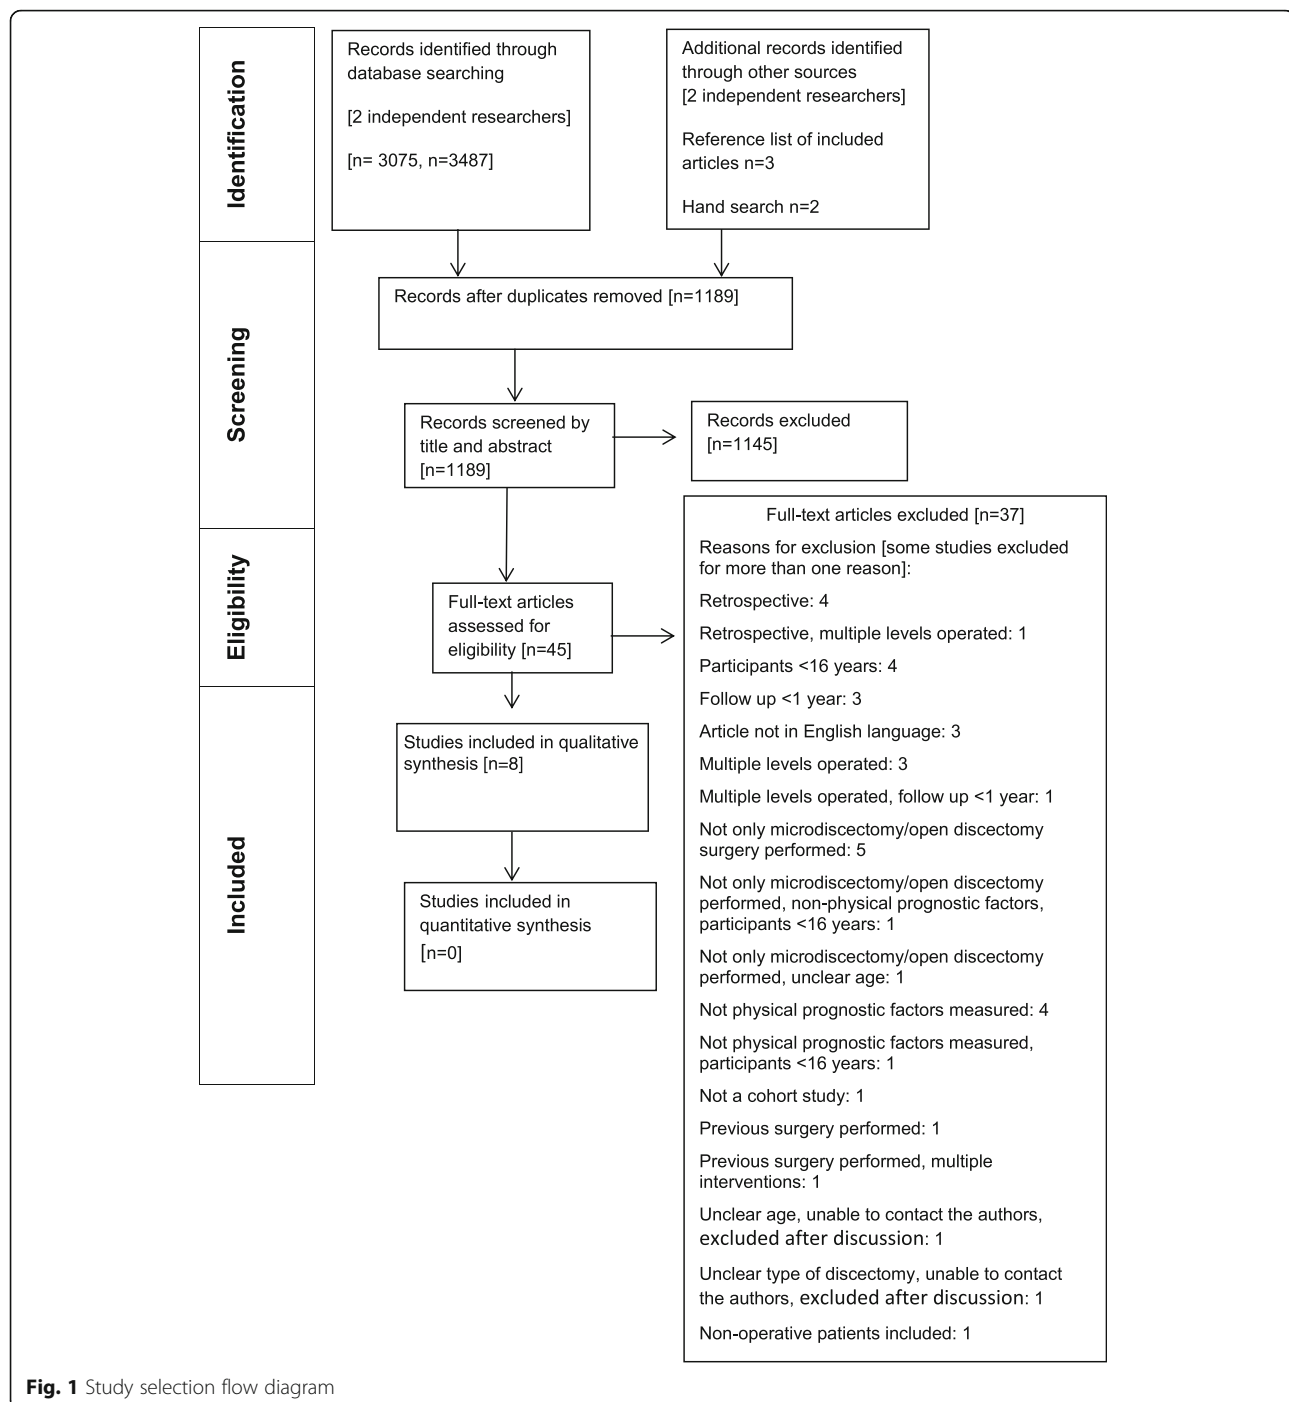 Identification
Records identified through
database searching
[2 independent researchers]
[n= 3075, n=3487]
Additional records identified
through other sources
[2 independent researchers]
Reference list of included
articles n=3
Hand search n=2
Screening
Records after duplicates removed [n=1189]
Records screened by
title and abstract
[n=1189]
Records excluded
[n=1145]
Eligibility
Full-text articles
assessed for
eligibility [n=45]
Full-text articles excluded [n=37]
Reasons for exclusion [some studies excluded
for more than one reason]:
Retrospective: 4
Retrospective, multiple levels operated: 1
Participants <16 years: 4
Follow up <1 year: 3
Article not in English language: 3
Multiple levels operated: 3
Multiple levels operated, follow up <1 year: 1
Not only microdiscectomy/open discectomy
surgery performed: 5
Not only microdiscectomy/open discectomy
performed, non-physical prognostic factors,
participants <16 years: 1
Not only microdiscectomy/open discectomy
performed, unclear age: 1
Not physical prognostic factors measured: 4
Not physical prognostic factors measured,
participants <16 years: 1
Not a cohort study: 1
Previous surgery performed: 1
Previous surgery performed, multiple
interventions: 1
Unclear age, unable to contact the authors,
excluded after discussion: 1
Unclear type of discectomy, unable to contact
the authors, excluded after discussion: 1
Non-operative patients included: 1
Included
Studies included in qualitative
synthesis [n=8]
Studies included in
quantitative synthesis
[n=0]
Fig. 1 Study selection flow diagram